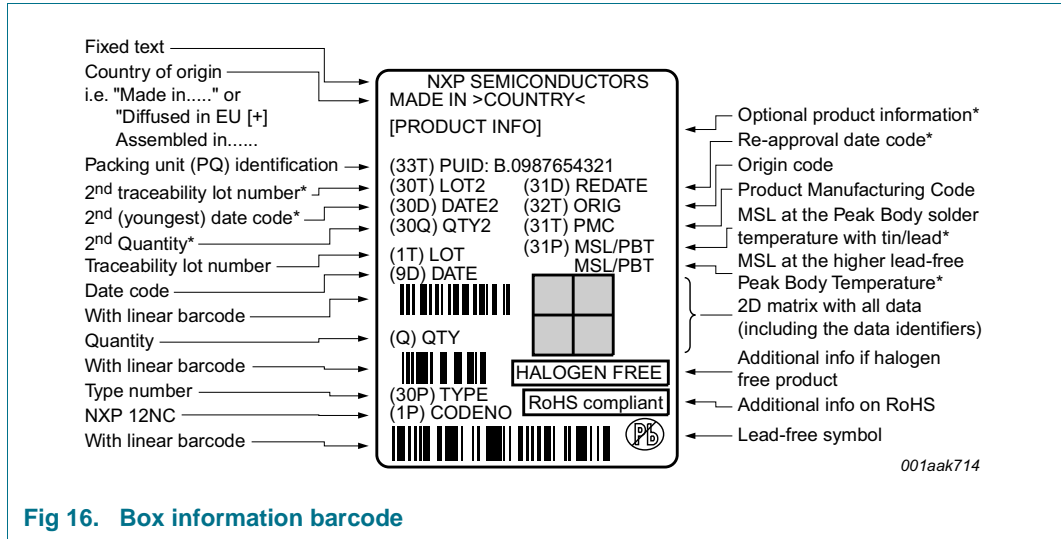 Fixed text
Country of origin
i.e. "Made in....." or
"Diffused in EU [+]
Assembled in......
Packing unit (PQ) identification
2nd traceability lot number*
2nd (youngest) date code*
2nd Quantity*
Traceability lot number
Date code
With linear barcode
Quantity
With linear barcode
Type number
NXP 12NC
With linear barcode
NXP SEMICONDUCTORS
MADE IN >COUNTRY<
[PRODUCT INFO]
(33T) PUID: B.0987654321
(30T) LOT2 (31D) REDATE
(30D) DATE2 (32T) ORIG
(30Q) QTY2 (31T) PMC
(31P) MSL/PBT
(1T) LOT
MSL/PBT
(9D) DATE
(Q) QTY
HALOGEN FREE
(30P) TYPE
RoHS compliant
(1P) CODENO
Pb
Optional product information*
Re-approval date code*
Origin code
Product Manufacturing Code
MSL at the Peak Body solder
temperature with tin/lead*
MSL at the higher lead-free
Peak Body Temperature*
2D matrix with all data
(including the data identifiers)
Additional info if halogen
free product
Additional info on RoHS
Lead-free symbol
001aak714
Fig 16. Box information barcode